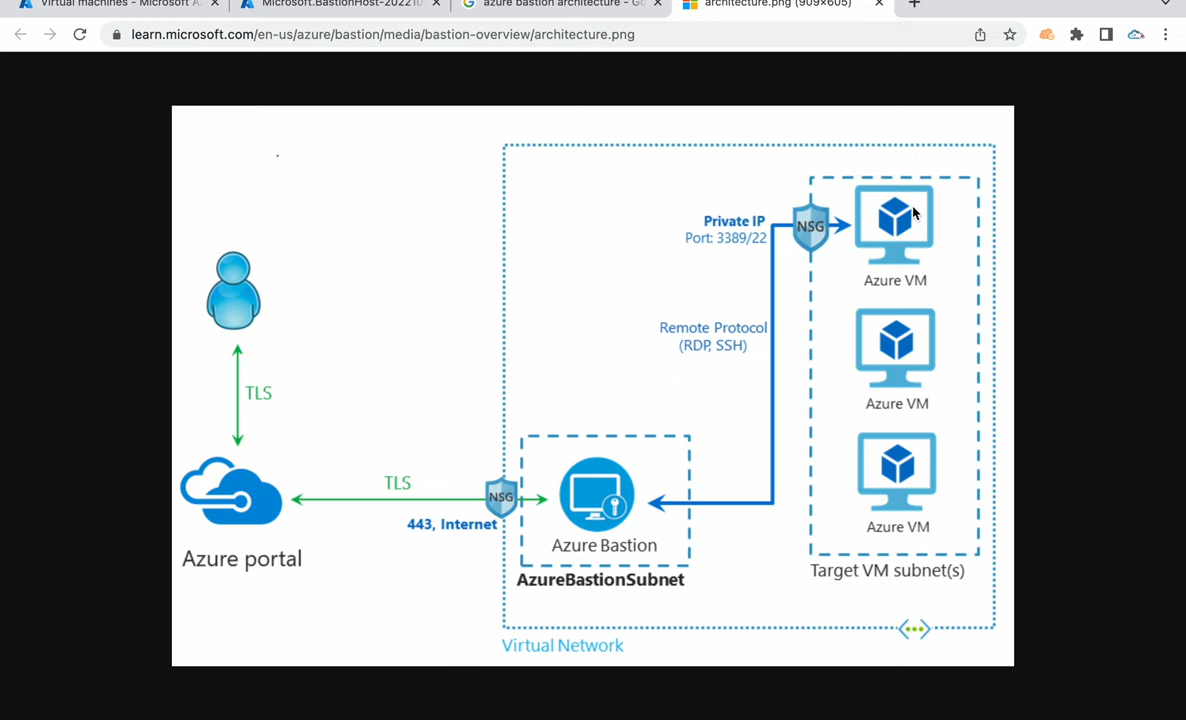 Virtual machines - Microsoft A
Microsoft.BastionHost-202210
azure bastion architecture - Go
architecture.png (909×605)
learn.microsoft.com/en-us/azure/bastion/media/bastion-overview/architecture.png
Private IP
Port: 3389/22
NSG
Azure VM
Remote Protocol
(RDP, SSH)
Azure VM
TLS
TLS
NSG
443, Internet
Azure Bastion
AzureBastionSubnet
Azure VM
Azure portal
Target VM subnet(s)
Virtual Network